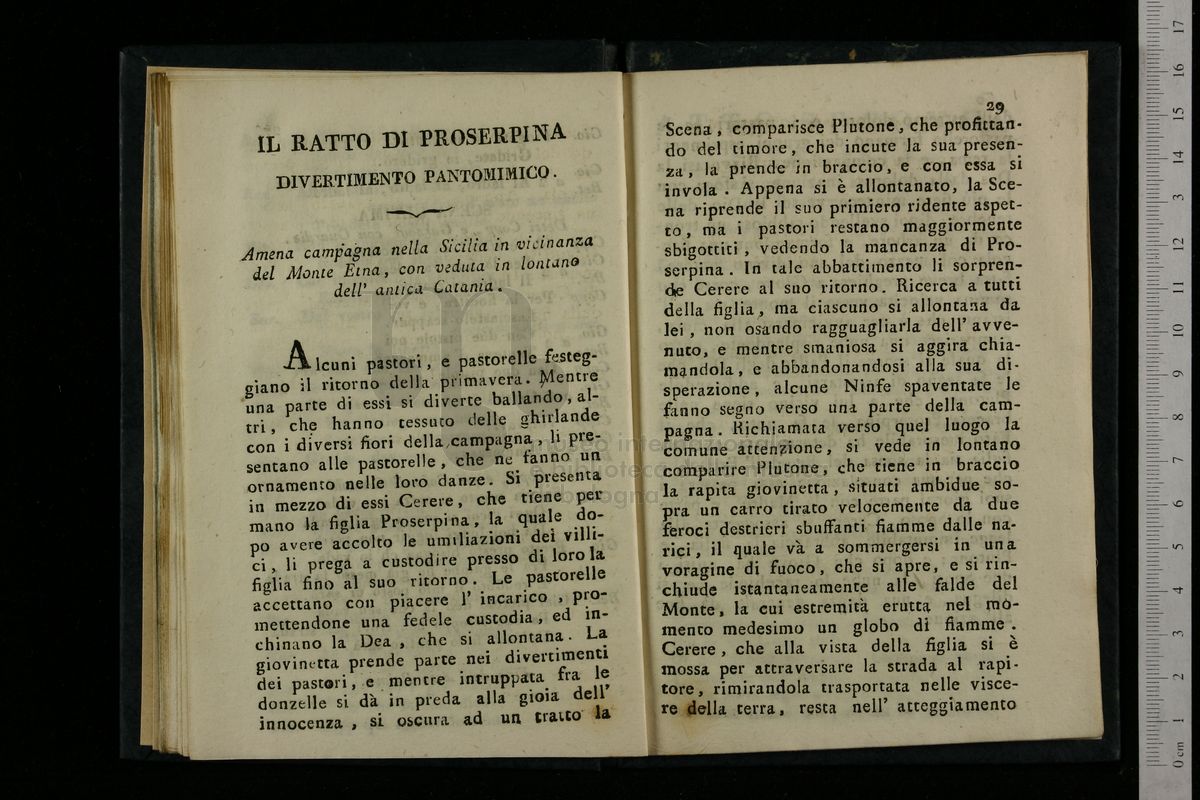 IL RATTO DI PROSERPINA
DIVERTIMENTO PANTOMIMICO.
Amena campagna nella Sicilia in vicinanza
del Monte Etna, con veduta in lontano
dell' antica Catania.
Alcuni pastori, e pastorelle festeg-
giano il ritorno della primavera. Mentre
una parte di essi si diverte ballando, al-
tri, che hanno tessuto delle ghirlande
con i diversi fiori della campagna, li pre-
sentano alle pastorelle, che ne fanno un
ornamento nelle loro danze. Si presenta
in mezzo di essi Cerere, che tiene per
mano la figlia Proserpina, la quale do-
po avere accolto le umiliazioni dei villi-
ci, li prega a custodire presso di loro la
figlia fino al suo ritorno. Le pastorelle
accettano con piacere l' incarico, pro-
mettendone una fedele custodia, ed in-
chinano la Dea, che si allontana. La
giovinetta prende parte nei divertimenti
dei pastori, e mentre intruppata fra le
donzelle si dà in preda alla gioia dell'
innocenza, si oscura ad un tratto la
29
Scena, comparisce Plutone, che profittan-
do del timore, che incute la sua presen-
za, la prende in braccio, e con essa si
invola. Appena si è allontanato, la Sce-
na riprende il suo primiero ridente aspet-
to, ma i pastori restano maggiormente
sbigottiti, vedendo la mancanza di Pro-
serpina. In tale abbattimento li sorpren-
de Cerere al suo ritorno. Ricerca a tutti
della figlia, ma ciascuno si allontana da
lei, non osando ragguagliarla dell' avve-
nuto, e mentre smaniosa si aggira chia-
mandola, e abbandonandosi alla sua di-
sperazione, alcune Ninfe spaventate le
fanno segno verso una parte della cam-
pagna. Richiamata verso quel luogo la
comune attenzione, si vede in lontano
comparire Plutone, che tiene in braccio
la rapita giovinetta, situati ambidue so-
pra un carro tirato velocemente da due
feroci destrieri sbuffanti fiamme dalle na-
rici, il quale và a sommergersi in una
voragine di fuoco, che si apre, e si rin-
chiude istantaneamente alle falde del
Monte, la cui estremità erutta nel mo-
mento medesimo un globo di fiamme.
Cerere, che alla vista della figlia si è
mossa per attraversare la strada al rapi-
tore, rimirandola trasportata nelle visce-
re della terra, resta nell' atteggiamento